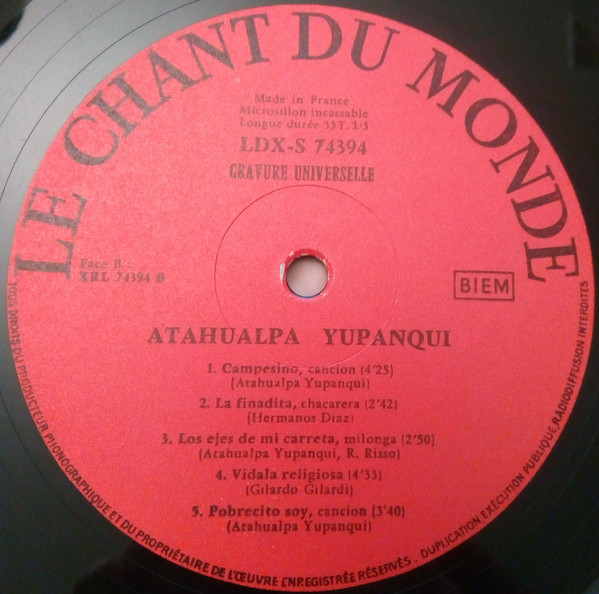 LE CHANT DU MONDE
Made in France
Microsillon incassable
Longue durée 33 T. 1/3
LDX-S 74394
GRAVURE UNIVERSELLE
Face B :
XRL 74394 B
BIEM
ATAHUALPA YUPANQUI
1. Campesino, cancion (4'25)
(Atahualpa Yupanqui)
2. La finadita, chacarera (2'42)
(Hermanos Diaz)
3. Los ejes de mi carreta, milonga (2'50)
(Atahualpa Yupanqui, R. Risso)
4. Vidala religiosa (4'33)
(Gilardo Gilardi)
5. Pobrecito soy, cancion (3'40)
(Atahualpa Yupanqui)
TOUS DROITS DU PRODUCTEUR PHONOGRAPHIQUE ET DU PROPRIÉTAIRE DE L'ŒUVRE ENREGISTRÉE RÉSERVÉS . DUPLICATION, EXÉCUTION PUBLIQUE, RADIODIFFUSION INTERDITES